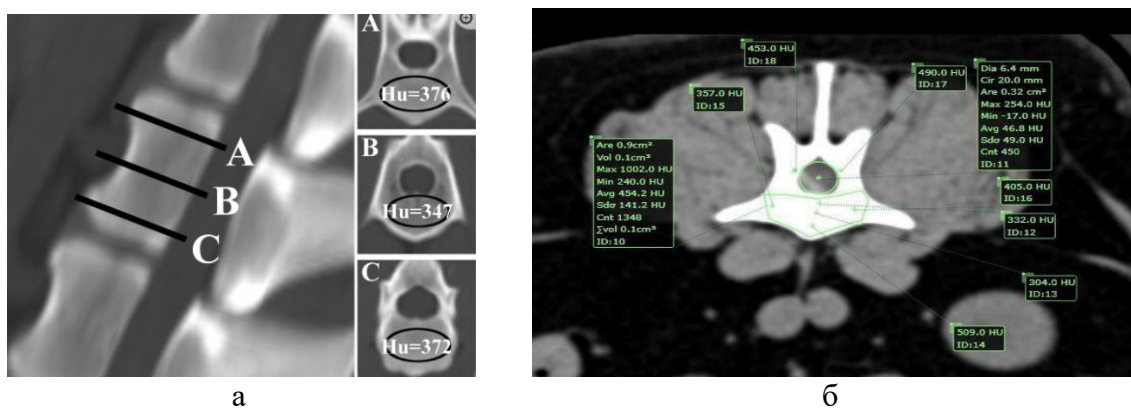 A
B
C
A
Hu=376
B
Hu=347
C
Hu=372
453.0 HU
ID:18
490.0 HU
ID:17
357.0 HU
ID:15
Dia 6.4 mm
Cir 20.0 mm
Are 0.32 cm²
Max 254.0 HU
Min -17.0 HU
Avg 46.8 HU
Sdσ 49.0 HU
Cnt 450
ID:11
Are 0.9cm²
Vol 0.1cm³
Max 1002.0 HU
Min 240.0 HU
Avg 454.2 HU
Sdσ 141.2 HU
Cnt 1348
∑vol 0.1cm³
ID:10
405.0 HU
ID:16
332.0 HU
ID:12
304.0 HU
ID:13
509.0 HU
ID:14
а
б